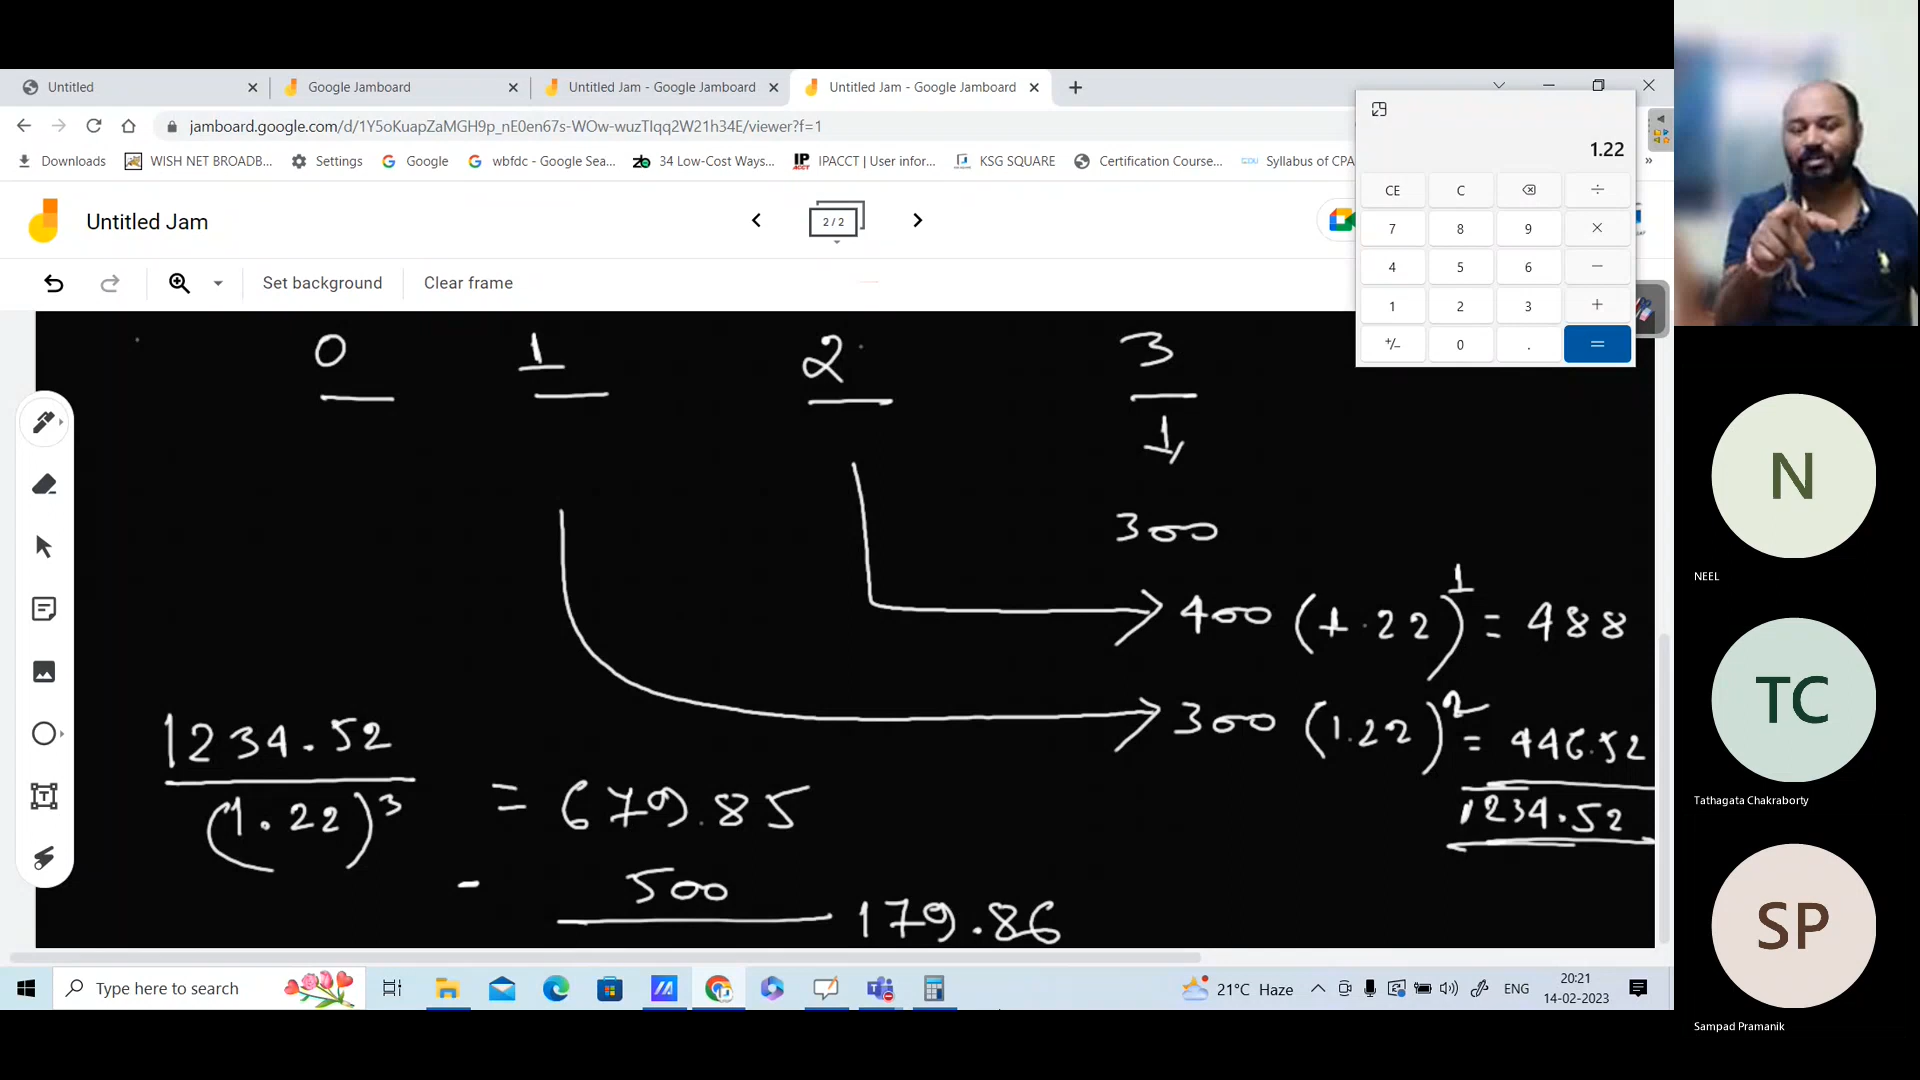 Untitled
Google Jamboard
Untitled Jam - Google Jamboard
Untitled Jam - Google Jamboard
jamboard.google.com/d/1Y5oKuapZaMGH9p_nE0en67s-WOw-wuzTlqq2W21h34E/viewer?f=1
Downloads
WISH NET BROADB...
Settings
Google
wbfdc - Google Sea...
34 Low-Cost Ways...
IPACCT | User infor...
KSG SQUARE
Certification Course...
Syllabus of CPA
»
Untitled Jam
2 / 2
Set background
Clear frame
1.22
CE C ⌫ ÷
7 8 9 ×
4 5 6 −
1 2 3 +
+/− 0 . =
0 1 2 3
1
300
400 (1.22)^1 = 488
300 (1.22)^2 = 446.52
1234.52
1234.52
(1.22)^3
= 679.85
- 500
179.86
Type here to search
21°C Haze
ENG
20:21
14-02-2023
N
NEEL
TC
Tathagata Chakraborty
SP
Sampad Pramanik